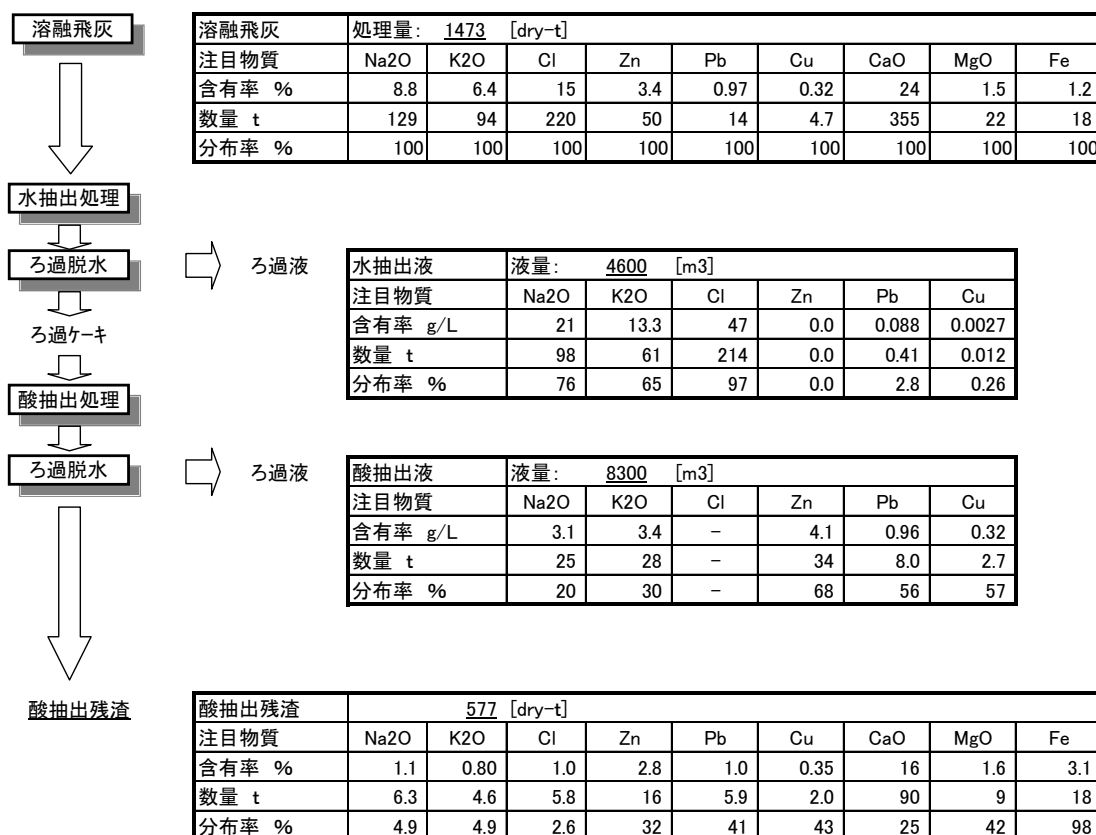 溶融飛灰
溶融飛灰 処理量: 1473 [dry-t]
注目物質 Na2O K2O Cl Zn Pb Cu CaO MgO Fe
含有率 % 8.8 6.4 15 3.4 0.97 0.32 24 1.5 1.2
数量 t 129 94 220 50 14 4.7 355 22 18
分布率 % 100 100 100 100 100 100 100 100 100
水抽出処理
ろ過脱水 ろ過液
水抽出液 液量: 4600 [m3]
注目物質 Na2O K2O Cl Zn Pb Cu
含有率 g/L 21 13.3 47 0.0 0.088 0.0027
数量 t 98 61 214 0.0 0.41 0.012
分布率 % 76 65 97 0.0 2.8 0.26
ろ過ケーキ
酸抽出処理
ろ過脱水 ろ過液
酸抽出液 液量: 8300 [m3]
注目物質 Na2O K2O Cl Zn Pb Cu
含有率 g/L 3.1 3.4 － 4.1 0.96 0.32
数量 t 25 28 － 34 8.0 2.7
分布率 % 20 30 － 68 56 57
酸抽出残渣
酸抽出残渣 577 [dry-t]
注目物質 Na2O K2O Cl Zn Pb Cu CaO MgO Fe
含有率 % 1.1 0.80 1.0 2.8 1.0 0.35 16 1.6 3.1
数量 t 6.3 4.6 5.8 16 5.9 2.0 90 9 18
分布率 % 4.9 4.9 2.6 32 41 43 25 42 98